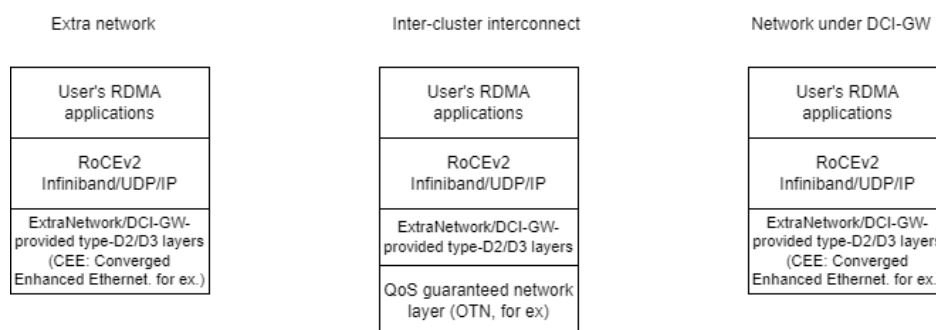 Extra network
Inter-cluster interconnect
Network under DCI-GW
User's RDMA
applications
RoCEv2
Infiniband/UDP/IP
ExtraNetwork/DCI-GW-
provided type-D2/D3 layers
(CEE: Converged
Enhanced Ethernet. for ex.)
User's RDMA
applications
RoCEv2
Infiniband/UDP/IP
ExtraNetwork/DCI-GW-
provided type-D2/D3 layers
QoS guaranteed network
layer (OTN, for ex)
User's RDMA
applications
RoCEv2
Infiniband/UDP/IP
ExtraNetwork/DCI-GW-
provided type-D2/D3 layers
(CEE: Converged
Enhanced Ethernet. for ex.